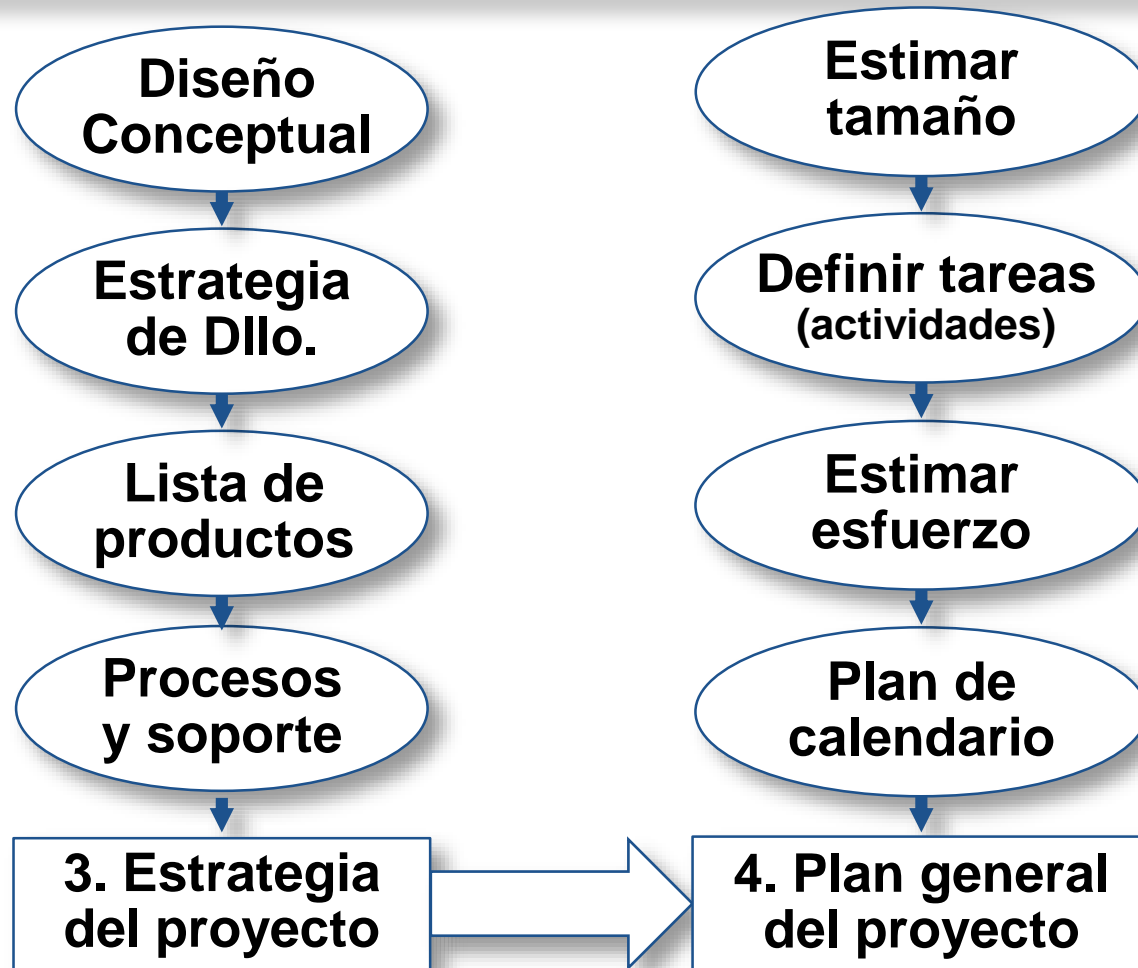 Diseño
Conceptual
Estrategia
de Dllo.
Lista de
productos
Procesos
y soporte
3. Estrategia
del proyecto
Estimar
tamaño
Definir tareas
(actividades)
Estimar
esfuerzo
Plan de
calendario
4. Plan general
del proyecto